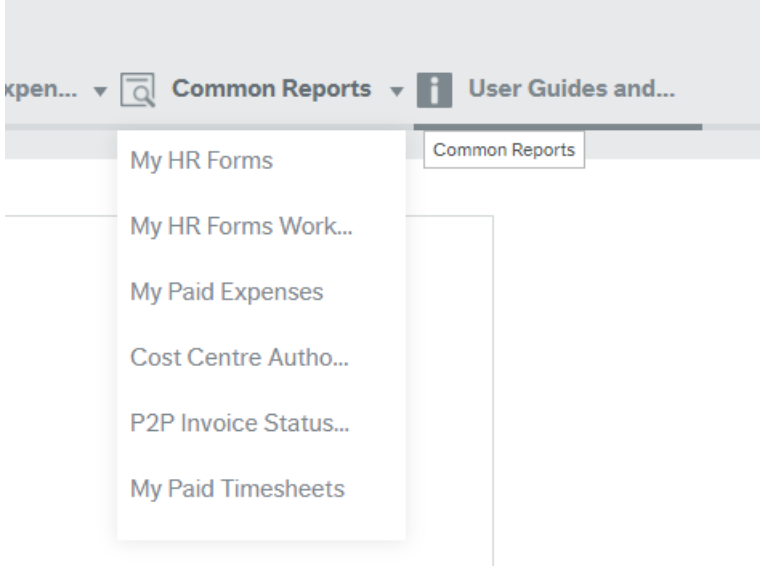 xpen... Common Reports User Guides and...
Common Reports
My HR Forms
My HR Forms Work...
My Paid Expenses
Cost Centre Autho...
P2P Invoice Status...
My Paid Timesheets